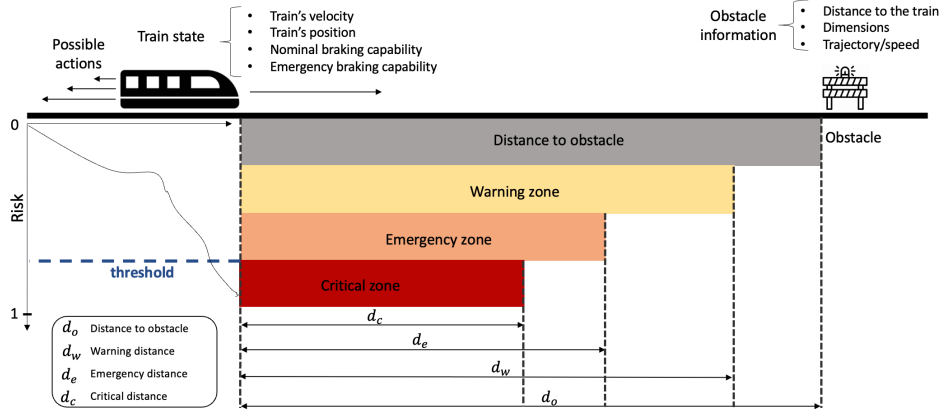 Possible
actions
Train state
• Train's velocity
• Train's position
• Nominal braking capability
• Emergency braking capability
Obstacle
information
• Distance to the train
• Dimensions
• Trajectory/speed
0
Distance to obstacle
Obstacle
Warning zone
Risk
Emergency zone
threshold
Critical zone
1
d_c
d_e
d_w
d_o
d_o Distance to obstacle
d_w Warning distance
d_e Emergency distance
d_c Critical distance